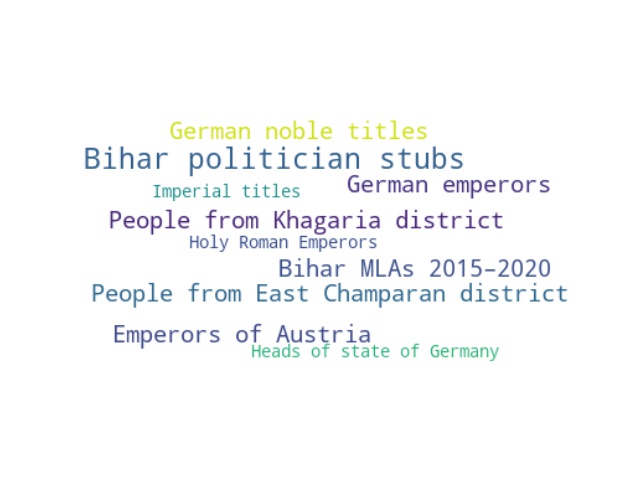 German noble titles
Bihar politician stubs
German emperors
Imperial titles
People from Khagaria district
Holy Roman Emperors
Bihar MLAs 2015–2020
People from East Champaran district
Emperors of Austria
Heads of state of Germany